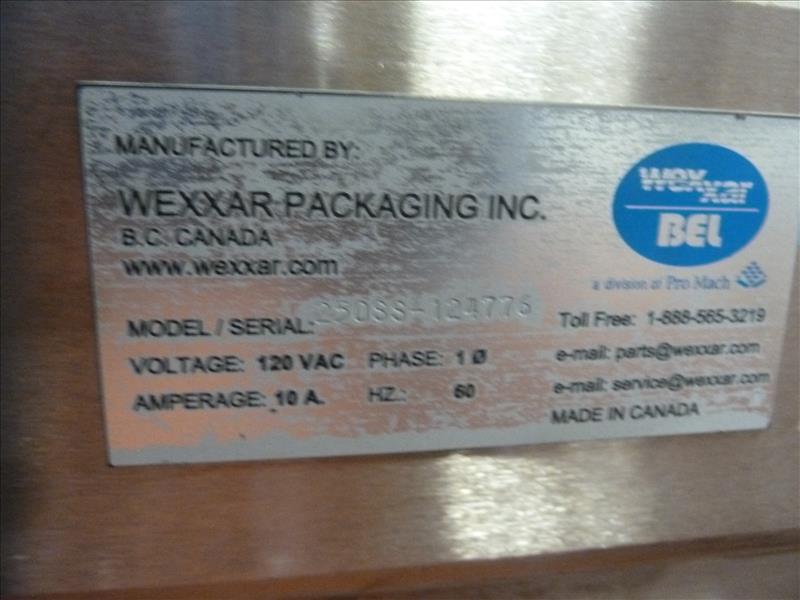 MANUFACTURED BY:
WEXXAR PACKAGING INC.
B.C. CANADA
www.wexxar.com
wexxar
BEL
a division of Pro Mach
MODEL / SERIAL: 250SS-124776
VOLTAGE: 120 VAC PHASE: 1 Ø
AMPERAGE: 10 A. HZ.: 60
Toll Free: 1-888-565-3219
e-mail: parts@wexxar.com
e-mail: service@wexxar.com
MADE IN CANADA